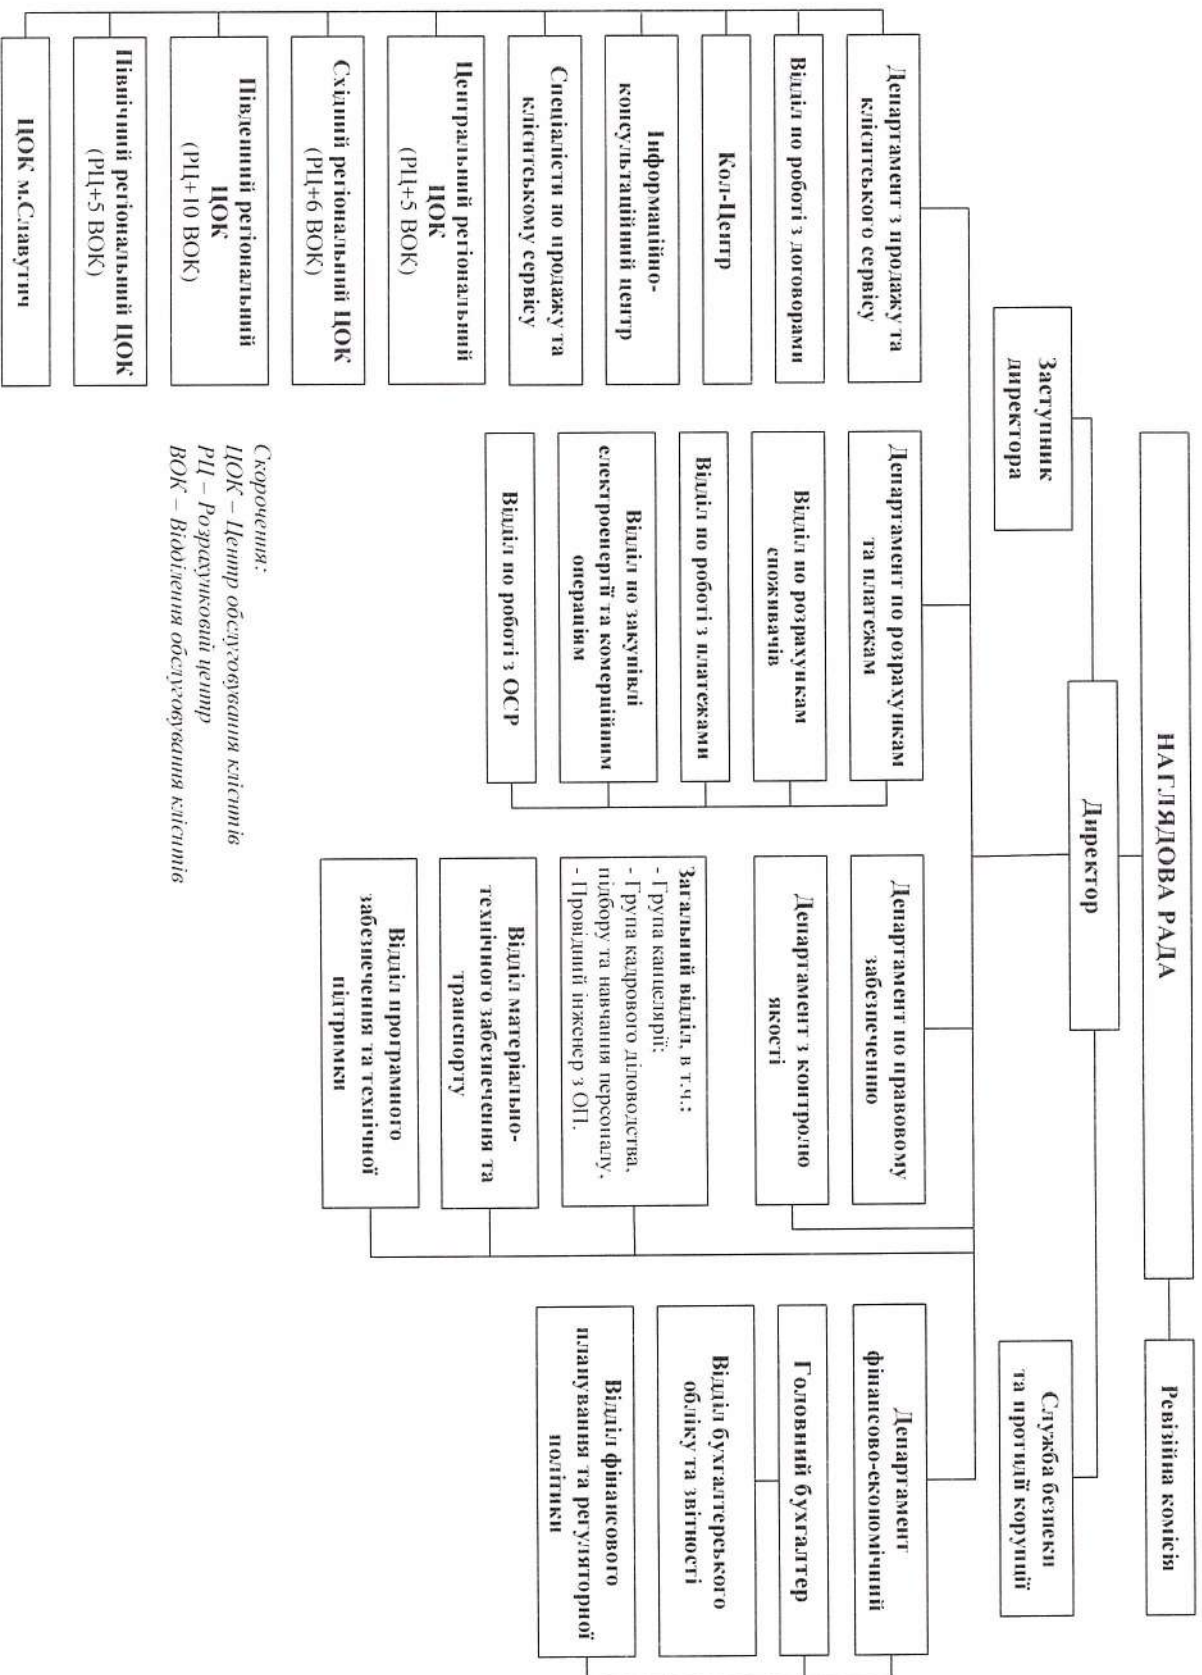 НАГЛЯДОВА РАДА
Ревізійна комісія
Директор
Заступник
директора
Служба безпеки
та протидії корупції
Департамент з продажу та
клієнтського сервісу
Відділ по роботі з договорами
Кол-Центр
Інформаційно-
консультаційний центр
Спеціалісти по продажу та
клієнтському сервісу
Центральний регіональний
ЦОК
(РЦ+5 ВОК)
Східний регіональний ЦОК
(РЦ+6 ВОК)
Південний регіональний
ЦОК
(РЦ+10 ВОК)
Північний регіональний ЦОК
(РЦ+5 ВОК)
ЦОК м.Славутич
Департамент по розрахункам
та платежам
Відділ по розрахункам
споживачів
Відділ по роботі з платежами
Відділ по закупівлі
електроенергії та комерційним
операціям
Відділ по роботі з ОСР
Департамент по правовому
забезпеченню
Департамент з контролю
якості
Загальний відділ, в т.ч.:
- Група канцелярії;
- Група кадрового діловодства,
підбору та навчання персоналу,
- Провідний інженер з ОП.
Відділ матеріально-
технічного забезпечення та
транспорту
Відділ програмного
забезпечення та технічної
підтримки
Департамент
фінансово-економічний
Головний бухгалтер
Відділ бухгалтерського
обліку та звітності
Відділ фінансового
планування та регуляторної
політики
Скорочення:
ЦОК – Центр обслуговування клієнтів
РЦ – Розрахунковий центр
ВОК – Відділення обслуговування клієнтів